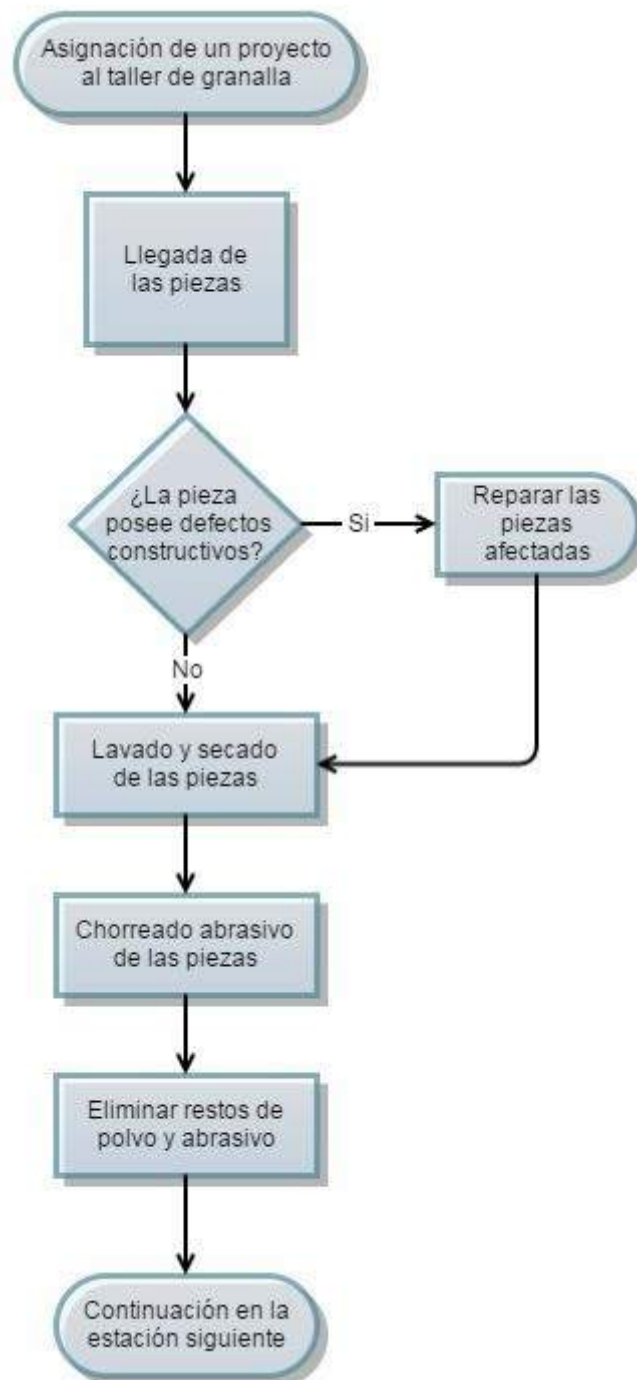 Asignación de un proyecto
al taller de granalla
Llegada de
las piezas
¿La pieza
posee defectos
constructivos?
Si
Reparar las
piezas
afectadas
No
Lavado y secado
de las piezas
Chorreado abrasivo
de las piezas
Eliminar restos de
polvo y abrasivo
Continuación en la
estación siguiente